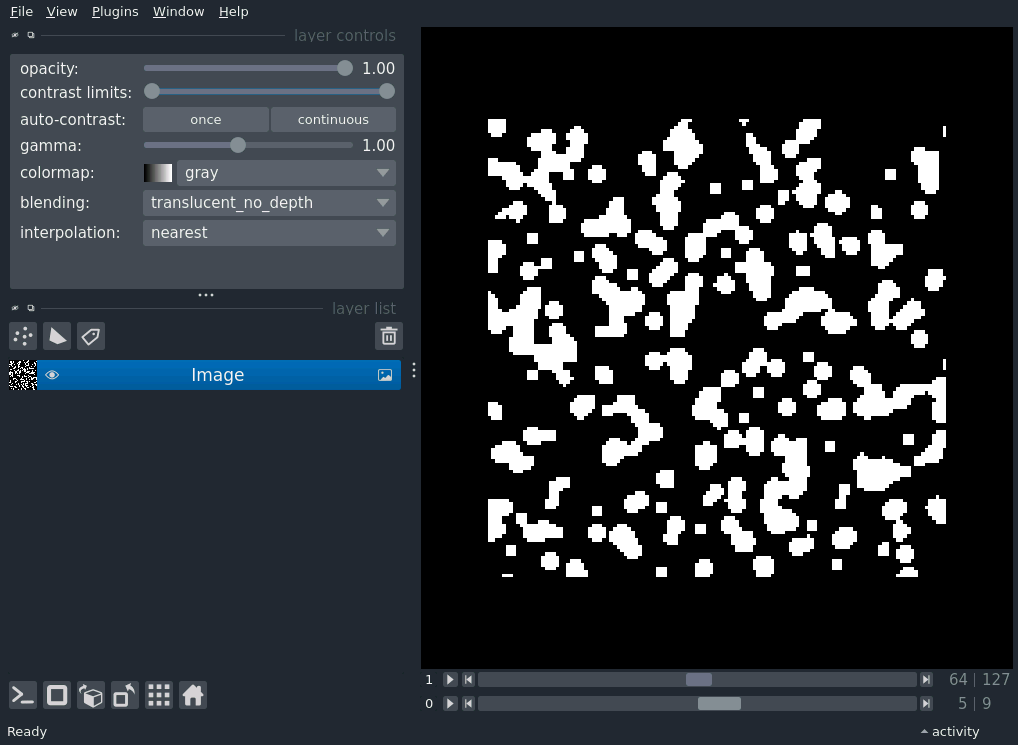 File View Plugins Window Help
layer controls
opacity: 1.00
contrast limits:
auto-contrast: once continuous
gamma: 1.00
colormap: gray
blending: translucent_no_depth
interpolation: nearest
layer list
Image
1 64 | 127
0 5 | 9
Ready activity